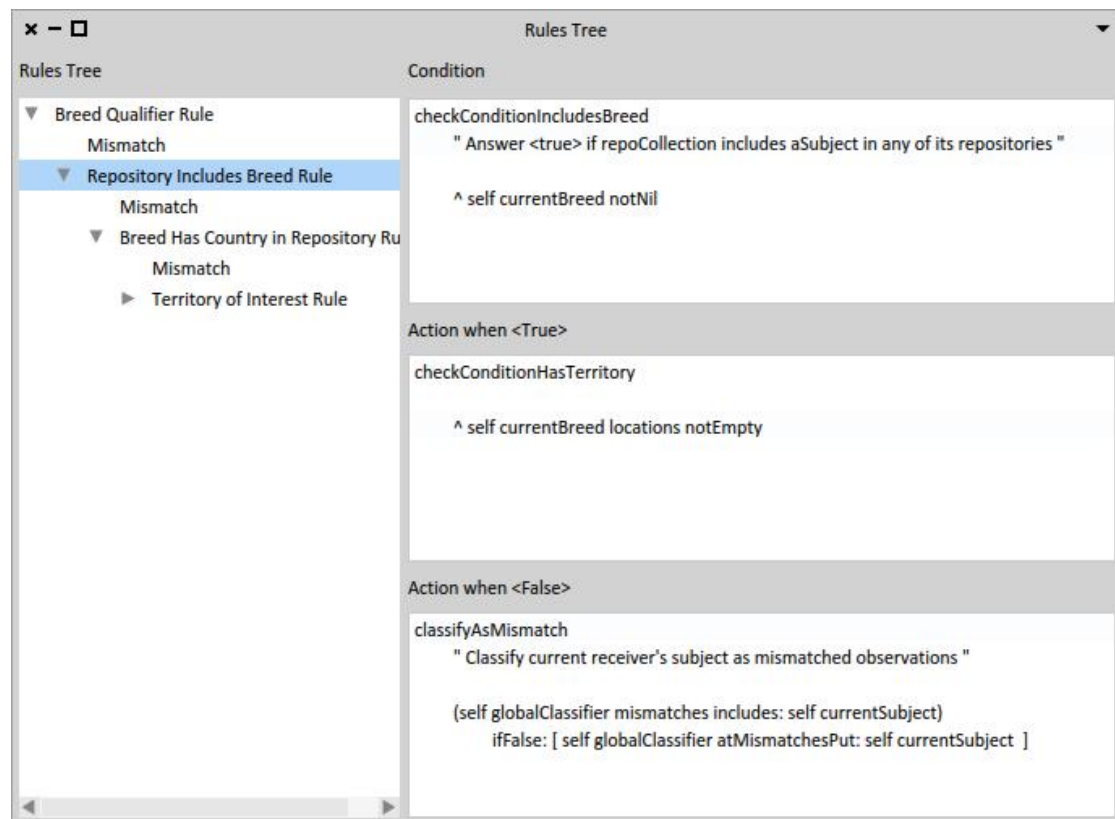 Rules Tree
Rules Tree
Breed Qualifier Rule
Mismatch
Repository Includes Breed Rule
Mismatch
Breed Has Country in Repository Ru
Mismatch
Territory of Interest Rule
Condition
checkConditionIncludesBreed
" Answer <true> if repoCollection includes aSubject in any of its repositories "
^ self currentBreed notNil
Action when <True>
checkConditionHasTerritory
^ self currentBreed locations notEmpty
Action when <False>
classifyAsMismatch
" Classify current receiver's subject as mismatched observations "
(self globalClassifier mismatches includes: self currentSubject)
ifFalse: [ self globalClassifier atMismatchesPut: self currentSubject ]